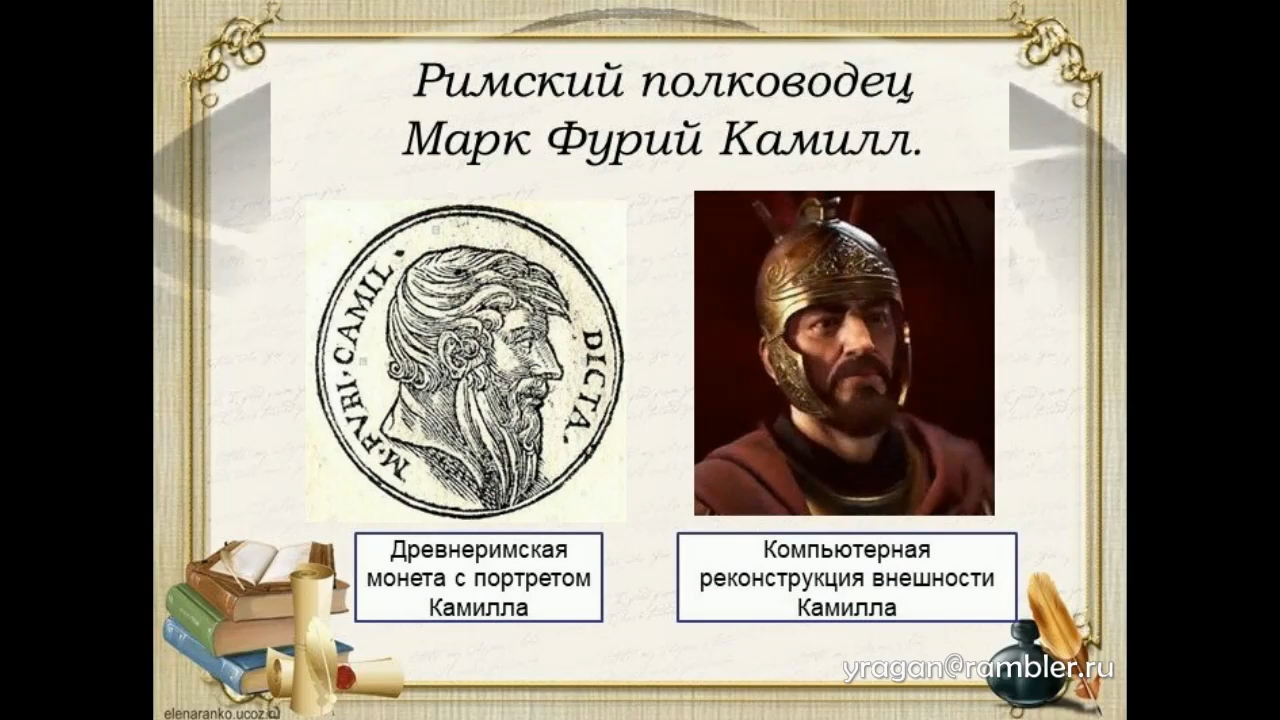 Римский полководец
Марк Фурий Камилл.
M·FVRI·CAMIL·
DICTA.
Древнеримская
монета с портретом
Камилла
Компьютерная
реконструкция внешности
Камилла
yragan@rambler.ru
elenaranko.ucoz.ru